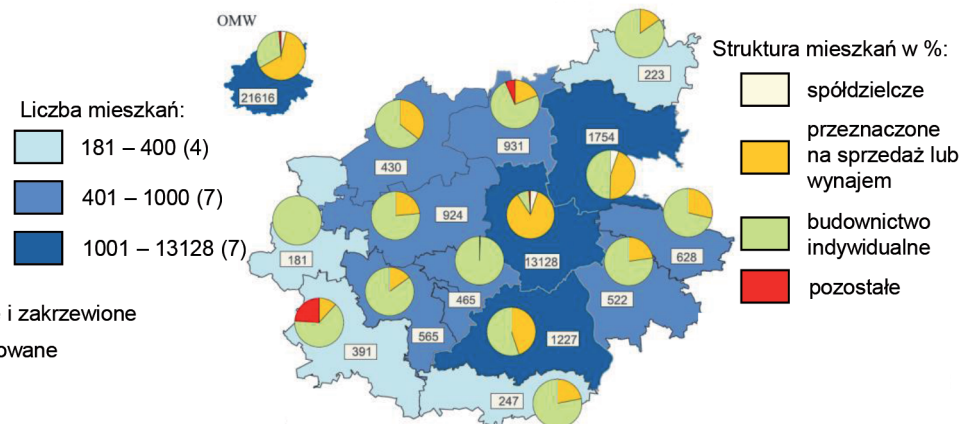 OMW
21616
Liczba mieszkań:
181 – 400 (4)
401 – 1000 (7)
1001 – 13128 (7)
i zakrzewione
owane
223
931
1754
430
924
13128
628
181
465
522
565
1227
391
247
Struktura mieszkań w %:
spółdzielcze
przeznaczone
na sprzedaż lub
wynajem
budownictwo
indywidualne
pozostałe